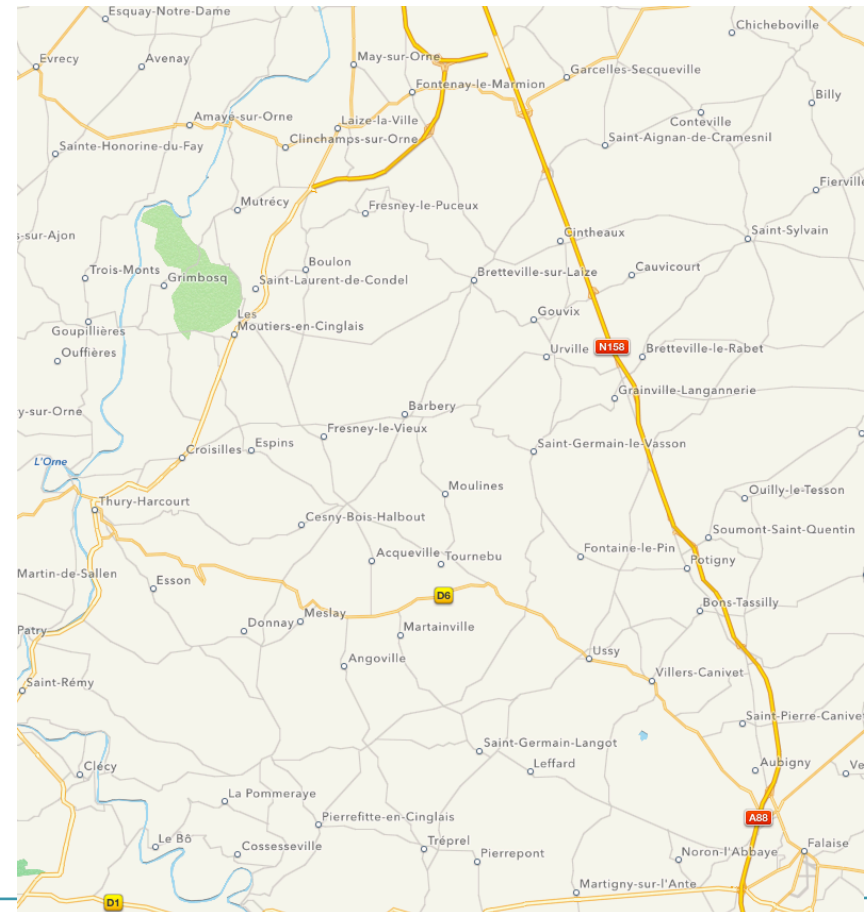 Esquay-Notre-Dame
Chicheboville
Evrecy
Avenay
May-sur-Orne
Garcelles-Secqueville
Fontenay-le-Marmion
Billy
Amayé-sur-Orne
Laize-la-Ville
Conteville
Clinchamps-sur-Orne
Saint-Aignan-de-Cramesnil
Sainte-Honorine-du-Fay
Fierville
Mutrécy
Fresney-le-Puceux
s-sur-Ajon
Cintheaux
Saint-Sylvain
Boulon
Trois-Monts
Grimbosq
Saint-Laurent-de-Condel
Bretteville-sur-Laize
Cauvicourt
Les
Moutiers-en-Cinglais
Gouvix
Goupillières
N158
Urville
Bretteville-le-Rabet
Ouffières
Grainville-Langannerie
y-sur-Orne
Barbery
Fresney-le-Vieux
Croisilles
Espins
Saint-Germain-le-Vasson
L'Orne
Moulines
Ouilly-le-Tesson
Thury-Harcourt
Cesny-Bois-Halbout
Soumont-Saint-Quentin
Acqueville
Tournebu
Fontaine-le-Pin
Potigny
Martin-de-Sallen
Esson
D6
Bons-Tassilly
Donnay
Meslay
Patry
Martainville
Angoville
Ussy
Villers-Canivet
Saint-Rémy
Saint-Pierre-Canivet
Saint-Germain-Langot
Clécy
Leffard
Aubigny
Ve
La Pommeraye
Pierrefitte-en-Cinglais
A88
Le Bô
Cossesseville
Tréprel
Pierrepont
Noron-l'Abbaye
Falaise
Martigny-sur-l'Ante
D1